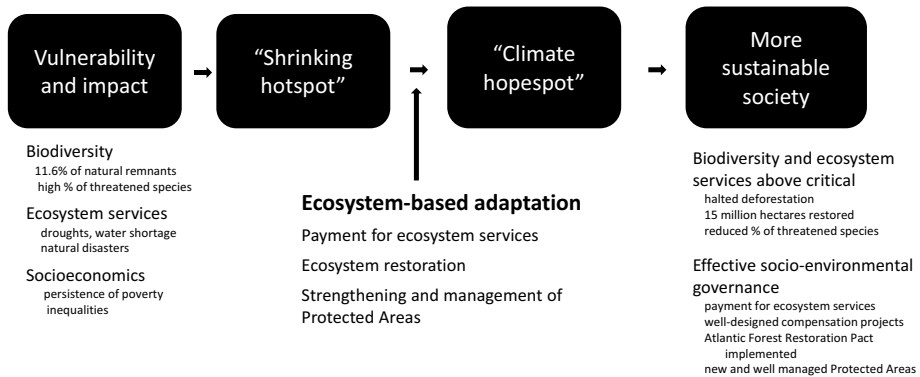 Vulnerability
and impact
“Shrinking
hotspot”
“Climate
hopespot”
More
sustainable
society
Biodiversity
11.6% of natural remnants
high % of threatened species
Ecosystem services
droughts, water shortage
natural disasters
Socioeconomics
persistence of poverty
inequalities
Ecosystem-based adaptation
Payment for ecosystem services
Ecosystem restoration
Strengthening and management of
Protected Areas
Biodiversity and ecosystem
services above critical
halted deforestation
15 million hectares restored
reduced % of threatened species
Effective socio-environmental
governance
payment for ecosystem services
well-designed compensation projects
Atlantic Forest Restoration Pact
implemented
new and well managed Protected Areas